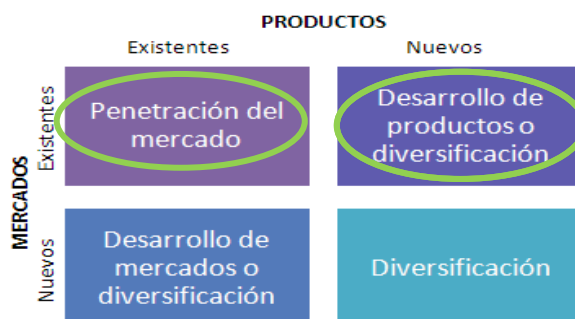 PRODUCTOS
Existentes
Nuevos
MERCADOS
Existentes
Penetración del
mercado
Desarrollo de
productos o
diversificación
Nuevos
Desarrollo de
mercados o
diversificación
Diversificación